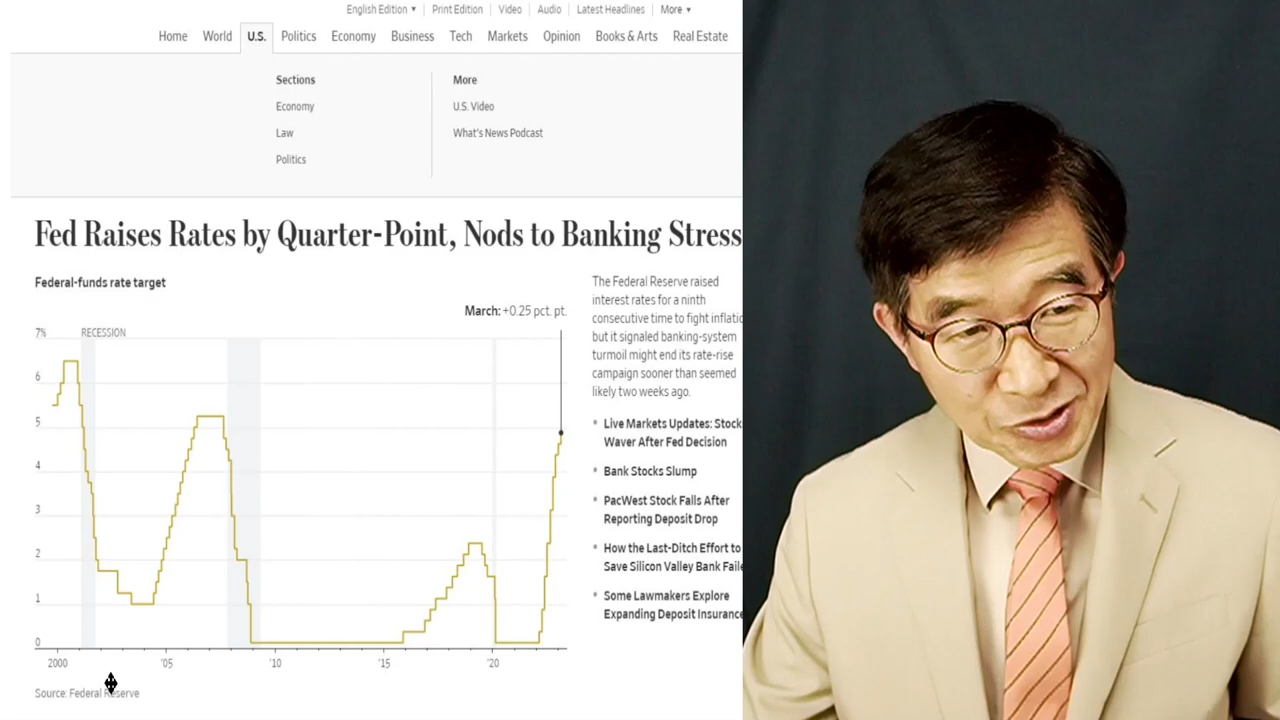 English Edition ▼ Print Edition Video Audio Latest Headlines More ▼
Home World U.S. Politics Economy Business Tech Markets Opinion Books & Arts Real Estate
Sections
Economy
Law
Politics
More
U.S. Video
What's News Podcast
Fed Raises Rates by Quarter-Point, Nods to Banking Stress
Federal-funds rate target
March: +0.25 pct. pt.
7%
RECESSION
6
5
4
3
2
1
0
2000 '05 '10 '15 '20
Source: Federal Reserve
The Federal Reserve raised
interest rates for a ninth
consecutive time to fight inflatio
but it signaled banking-system
turmoil might end its rate-rise
campaign sooner than seemed
likely two weeks ago.
Live Markets Updates: Stock
Waver After Fed Decision
Bank Stocks Slump
PacWest Stock Falls After
Reporting Deposit Drop
How the Last-Ditch Effort to
Save Silicon Valley Bank Faile
Some Lawmakers Explore
Expanding Deposit Insurance